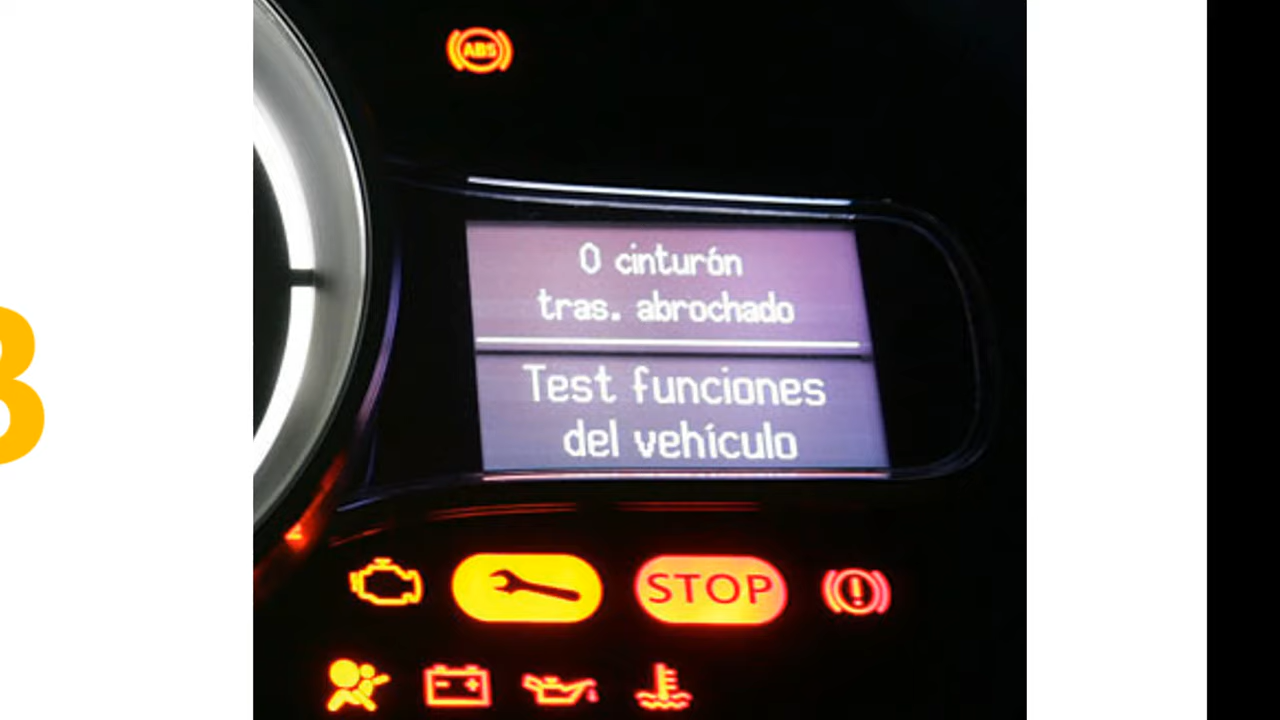 ABS
0 cinturón
tras. abrochado
Test funciones
del vehículo
STOP